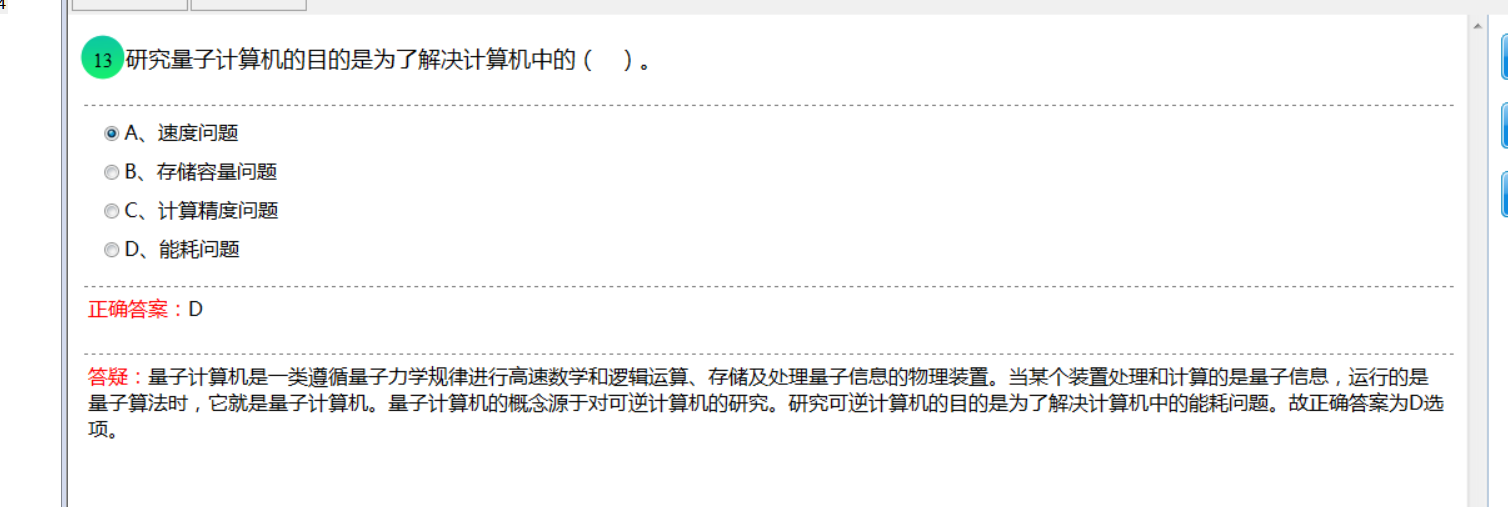 4
13 研究量子计算机的目的是为了解决计算机中的（　）。
A、速度问题
B、存储容量问题
C、计算精度问题
D、能耗问题
正确答案：D
答疑：量子计算机是一类遵循量子力学规律进行高速数学和逻辑运算、存储及处理量子信息的物理装置。当某个装置处理和计算的是量子信息，运行的是
量子算法时，它就是量子计算机。量子计算机的概念源于对可逆计算机的研究。研究可逆计算机的目的是为了解决计算机中的能耗问题。故正确答案为D选
项。